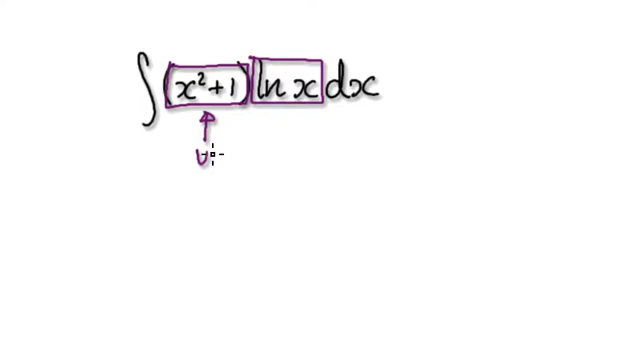 ∫(x²+1) ln x dx
u